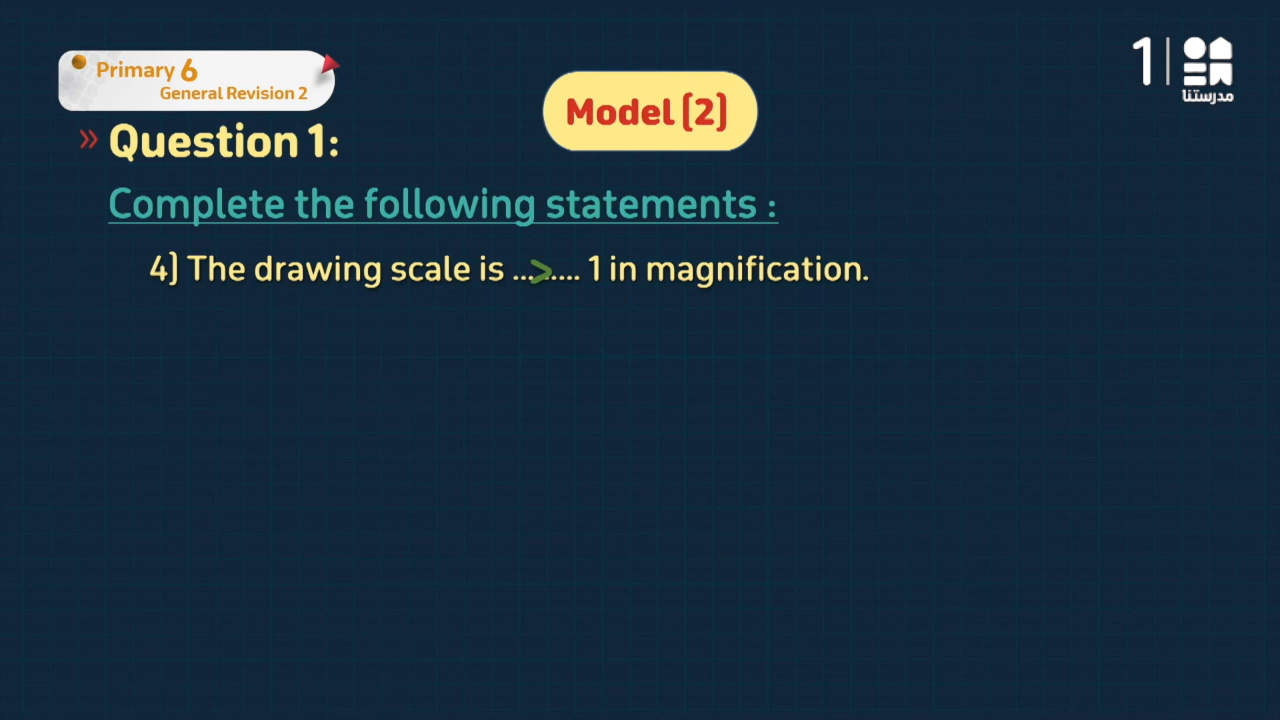 Primary 6
General Revision 2
1
مدرستنا
Model (2)
Question 1:
Complete the following statements :
4) The drawing scale is ...>.... 1 in magnification.